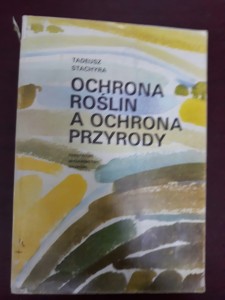 TADEUSZ
STACHYRA
OCHRONA
ROŚLIN
A OCHRONA
PRZYRODY